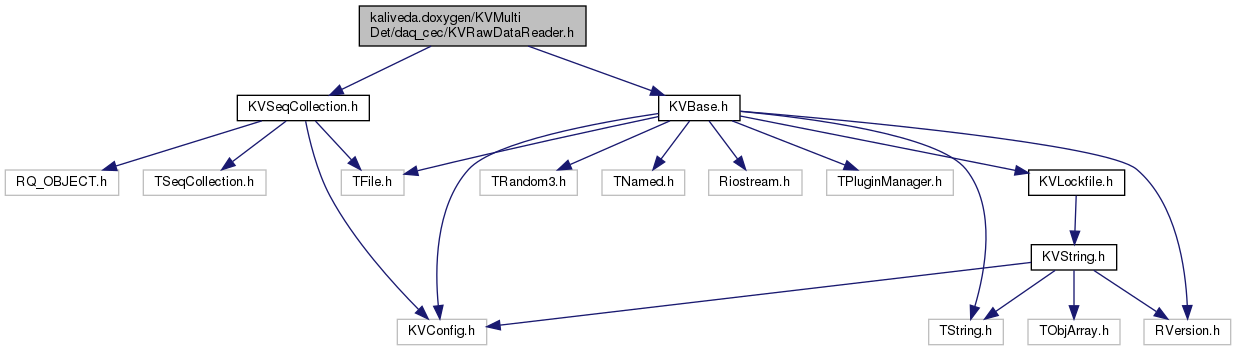 kaliveda.doxygen/KVMulti
Det/daq_cec/KVRawDataReader.h
KVSeqCollection.h
KVBase.h
RQ_OBJECT.h
TSeqCollection.h
TFile.h
TRandom3.h
TNamed.h
Riostream.h
TPluginManager.h
KVLockfile.h
KVString.h
KVConfig.h
TString.h
TObjArray.h
RVersion.h